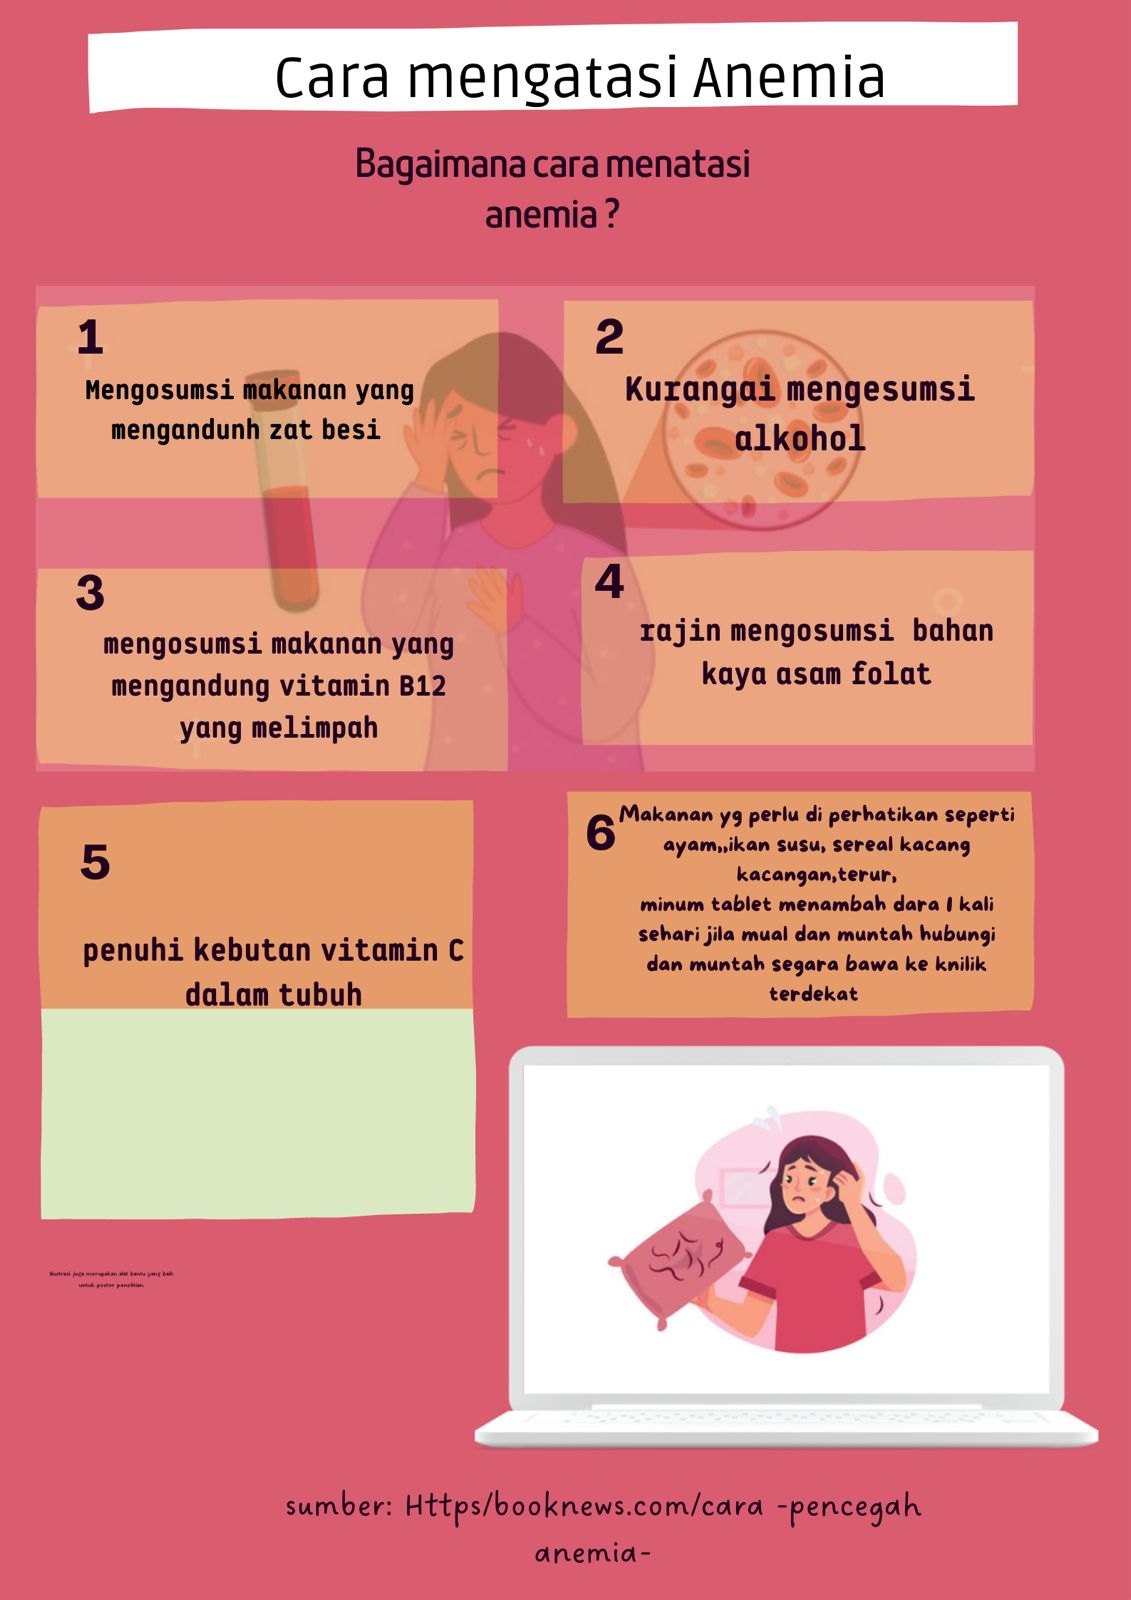 Cara mengatasi Anemia
Bagaimana cara menatasi
anemia ?
1
Mengosumsi makanan yang
mengandunh zat besi
2
Kurangai mengesumsi
alkohol
3
mengosumsi makanan yang
mengandung vitamin B12
yang melimpah
4
rajin mengosumsi bahan
kaya asam folat
5
penuhi kebutan vitamin C
dalam tubuh
6
Makanan yg perlu di perhatikan seperti
ayam,,ikan susu, sereal kacang
kacangan,terur,
minum tablet menambah dara 1 kali
sehari jila mual dan muntah hubungi
dan muntah segara bawa ke knilik
terdekat
Ilustrasi juga merupakan alat bantu yang baik
untuk poster penelitian.
sumber: Https/booknews.com/cara -pencegah
anemia-